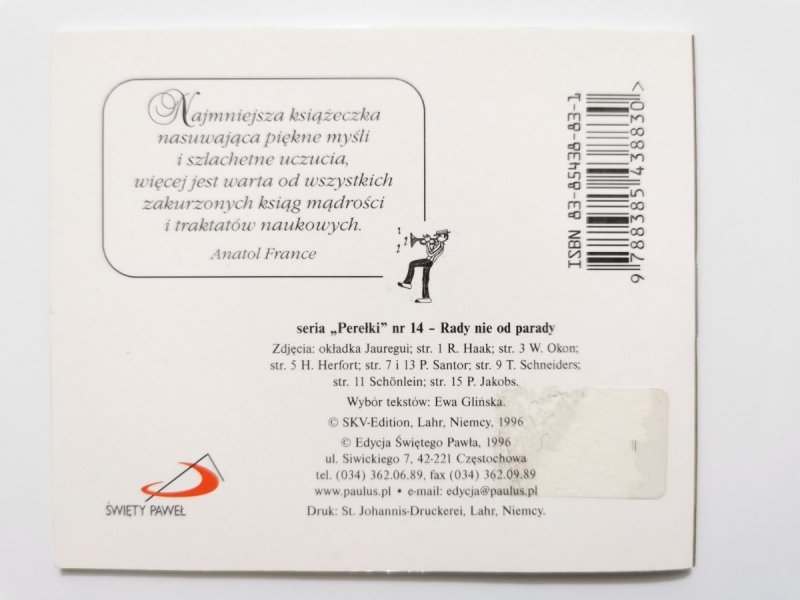 Najmniejsza książeczka
nasuwająca piękne myśli
i szlachetne uczucia,
więcej jest warta od wszystkich
zakurzonych ksiąg mądrości
i traktatów naukowych.
Anatol France
ISBN 83-85438-83-1
9788385438830>
seria „Perełki” nr 14 – Rady nie od parady
Zdjęcia: okładka Jauregui; str. 1 R. Haak; str. 3 W. Okon;
str. 5 H. Herfort; str. 7 i 13 P. Santor; str. 9 T. Schneiders;
str. 11 Schönlein; str. 15 P. Jakobs.
Wybór tekstów: Ewa Glińska.
© SKV-Edition, Lahr, Niemcy, 1996
© Edycja Świętego Pawła, 1996
ul. Siwickiego 7, 42-221 Częstochowa
tel. (034) 362.06.89, fax (034) 362.09.89
www.paulus.pl • e-mail: edycja@paulus.pl
Druk: St. Johannis-Druckerei, Lahr, Niemcy.
ŚWIĘTY PAWEŁ